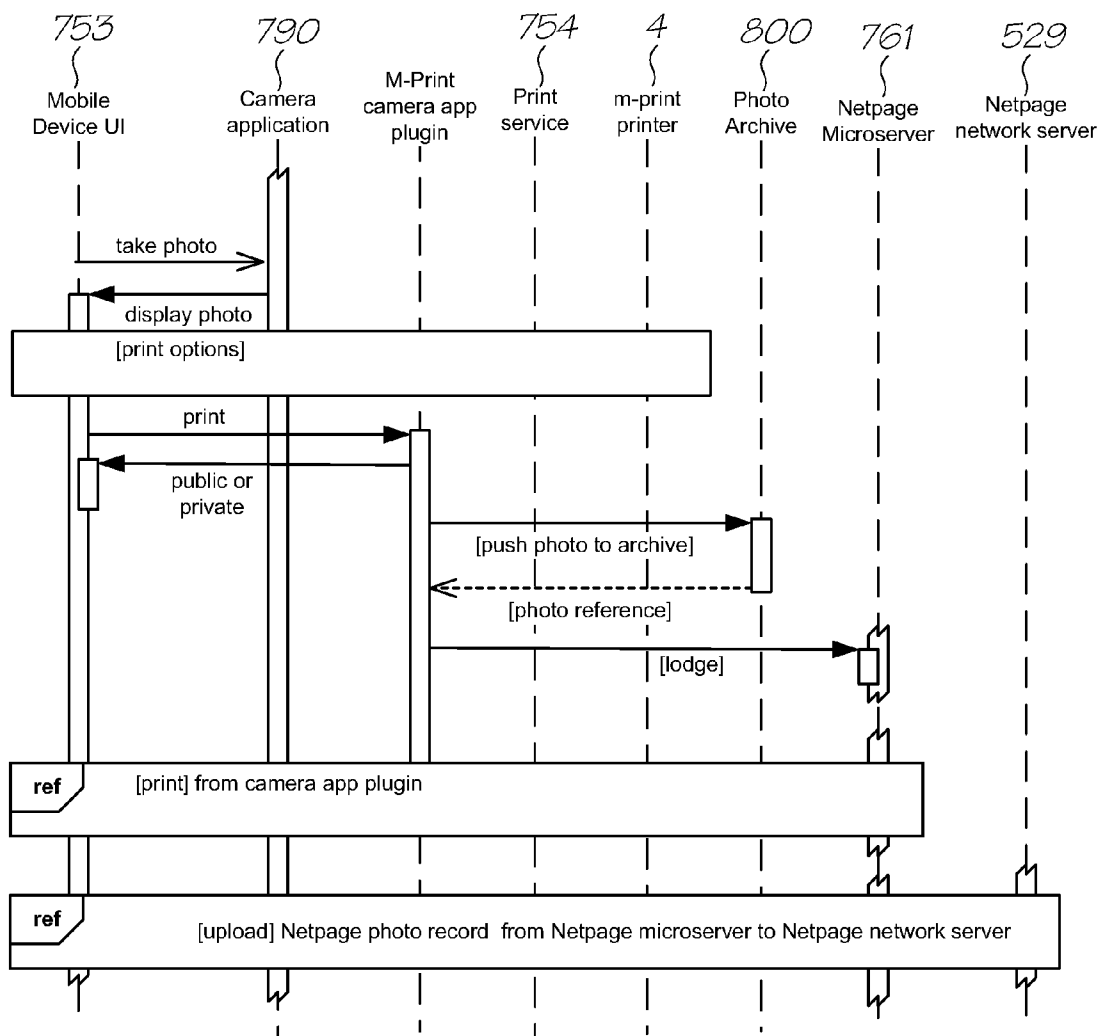 753
790
754
4
800
761
529
Mobile
Device UI
Camera
application
M-Print
camera app
plugin
Print
service
m-print
printer
Photo
Archive
Netpage
Microserver
Netpage
network server
take photo
display photo
[print options]
print
public or
private
[push photo to archive]
[photo reference]
[lodge]
ref
[print] from camera app plugin
ref
[upload] Netpage photo record from Netpage microserver to Netpage network server